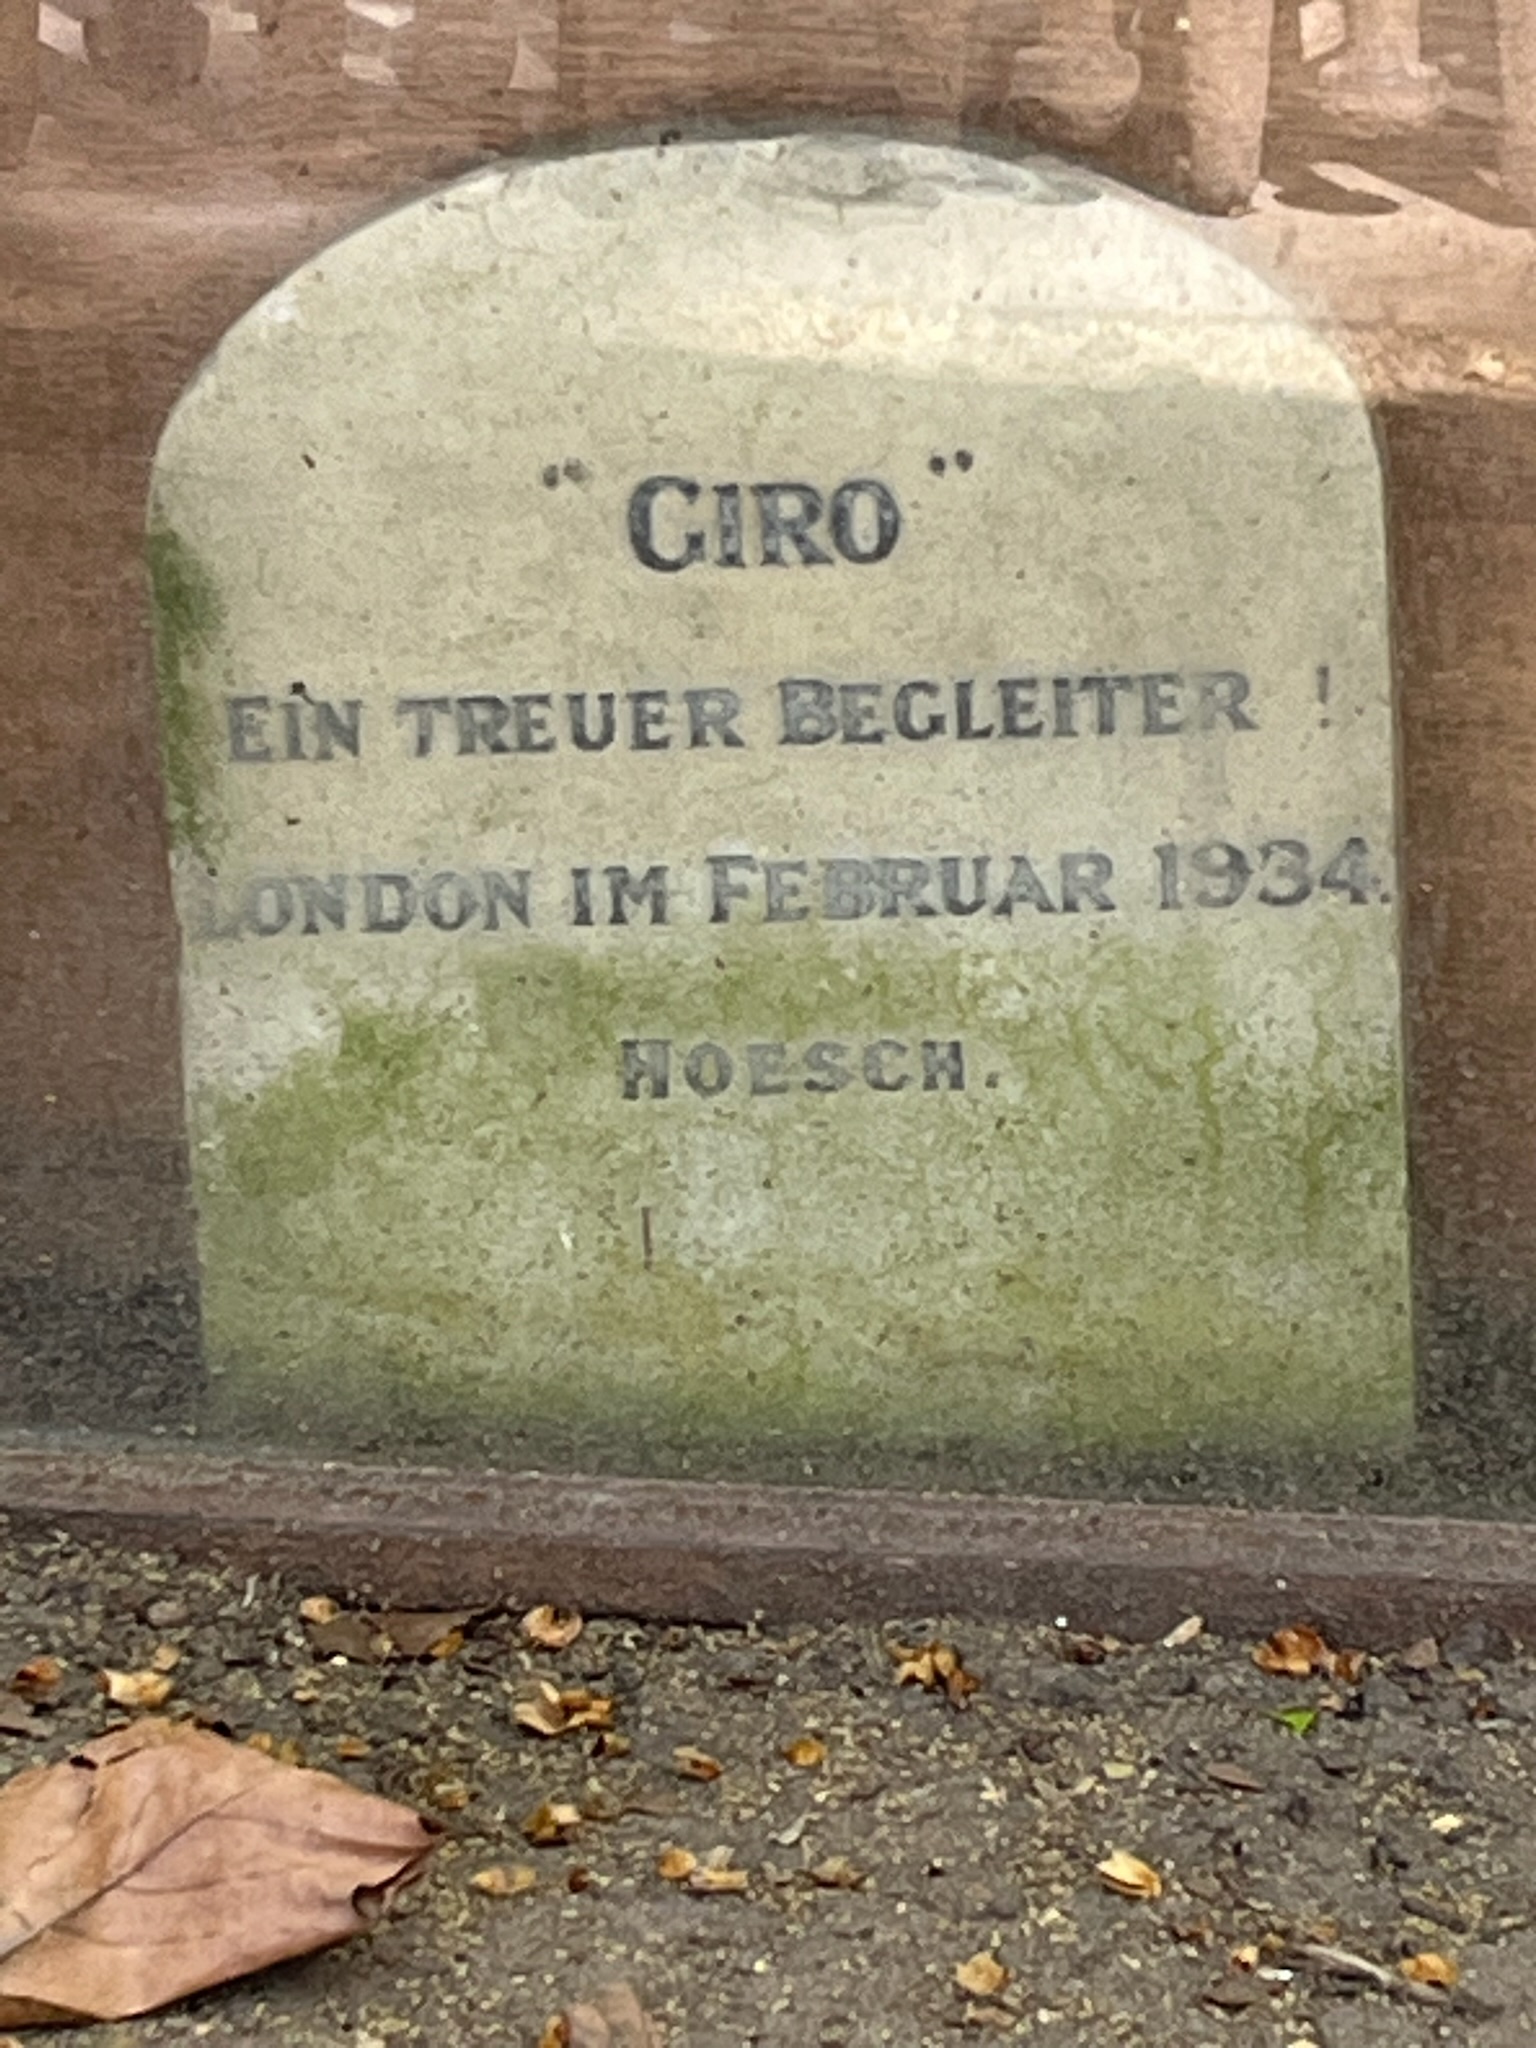 “GIRO”
EIN TREUER BEGLEITER !
LONDON IM FEBRUAR 1934.
HOESCH.